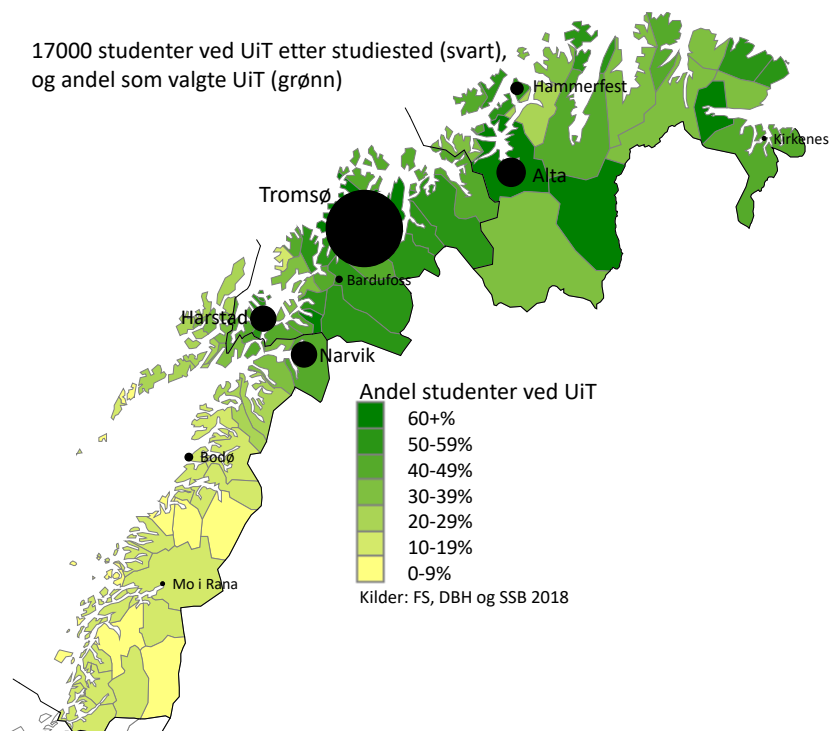 17000 studenter ved UiT etter studiested (svart),
og andel som valgte UiT (grønn)
Hammerfest
Kirkenes
Alta
Tromsø
Bardufoss
Harstad
Narvik
Andel studenter ved UiT
60+%
50-59%
40-49%
30-39%
20-29%
10-19%
0-9%
Kilder: FS, DBH og SSB 2018
Bodø
Mo i Rana